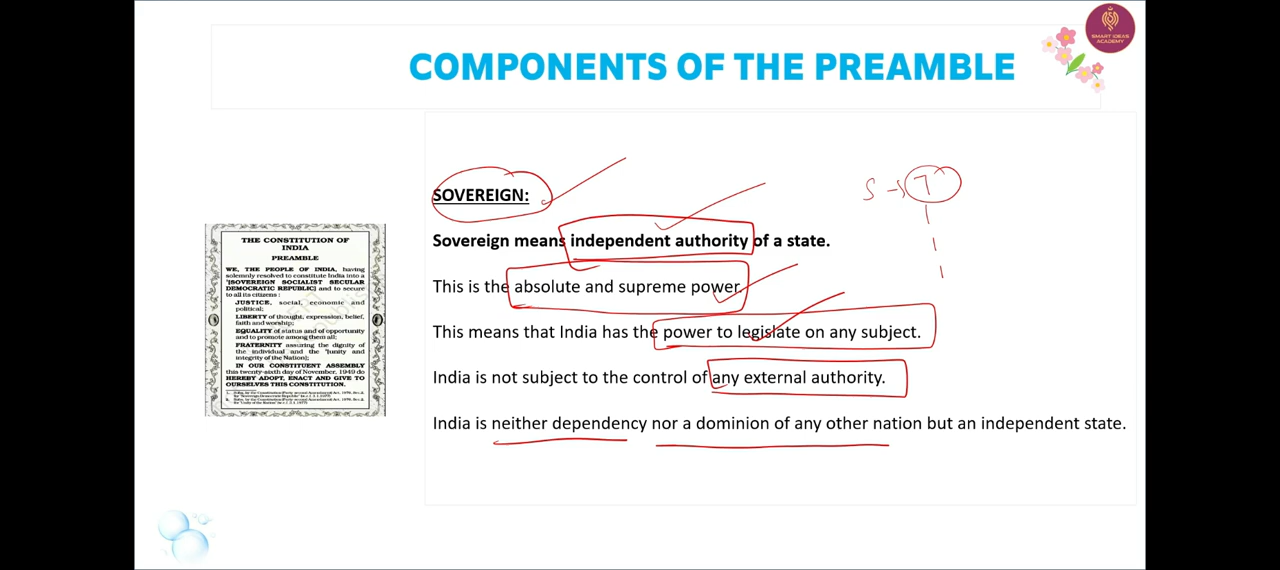 SMART IDEAS
ACADEMY
COMPONENTS OF THE PREAMBLE
SOVEREIGN:
S → 7
Sovereign means independent authority of a state.
This is the absolute and supreme power.
This means that India has the power to legislate on any subject.
India is not subject to the control of any external authority.
India is neither dependency nor a dominion of any other nation but an independent state.
THE CONSTITUTION OF
INDIA
PREAMBLE
WE, THE PEOPLE OF INDIA, having
solemnly resolved to constitute India into a
[SOVEREIGN SOCIALIST SECULAR
DEMOCRATIC REPUBLIC] and to secure
to all its citizens :
JUSTICE, social, economic and
political;
LIBERTY of thought, expression, belief,
faith and worship;
EQUALITY of status and of opportunity
and to promote among them all;
FRATERNITY assuring the dignity of
the individual and the [unity and
integrity of the Nation];
IN OUR CONSTITUENT ASSEMBLY
this twenty-sixth day of November, 1949 do
HEREBY ADOPT, ENACT AND GIVE TO
OURSELVES THIS CONSTITUTION.